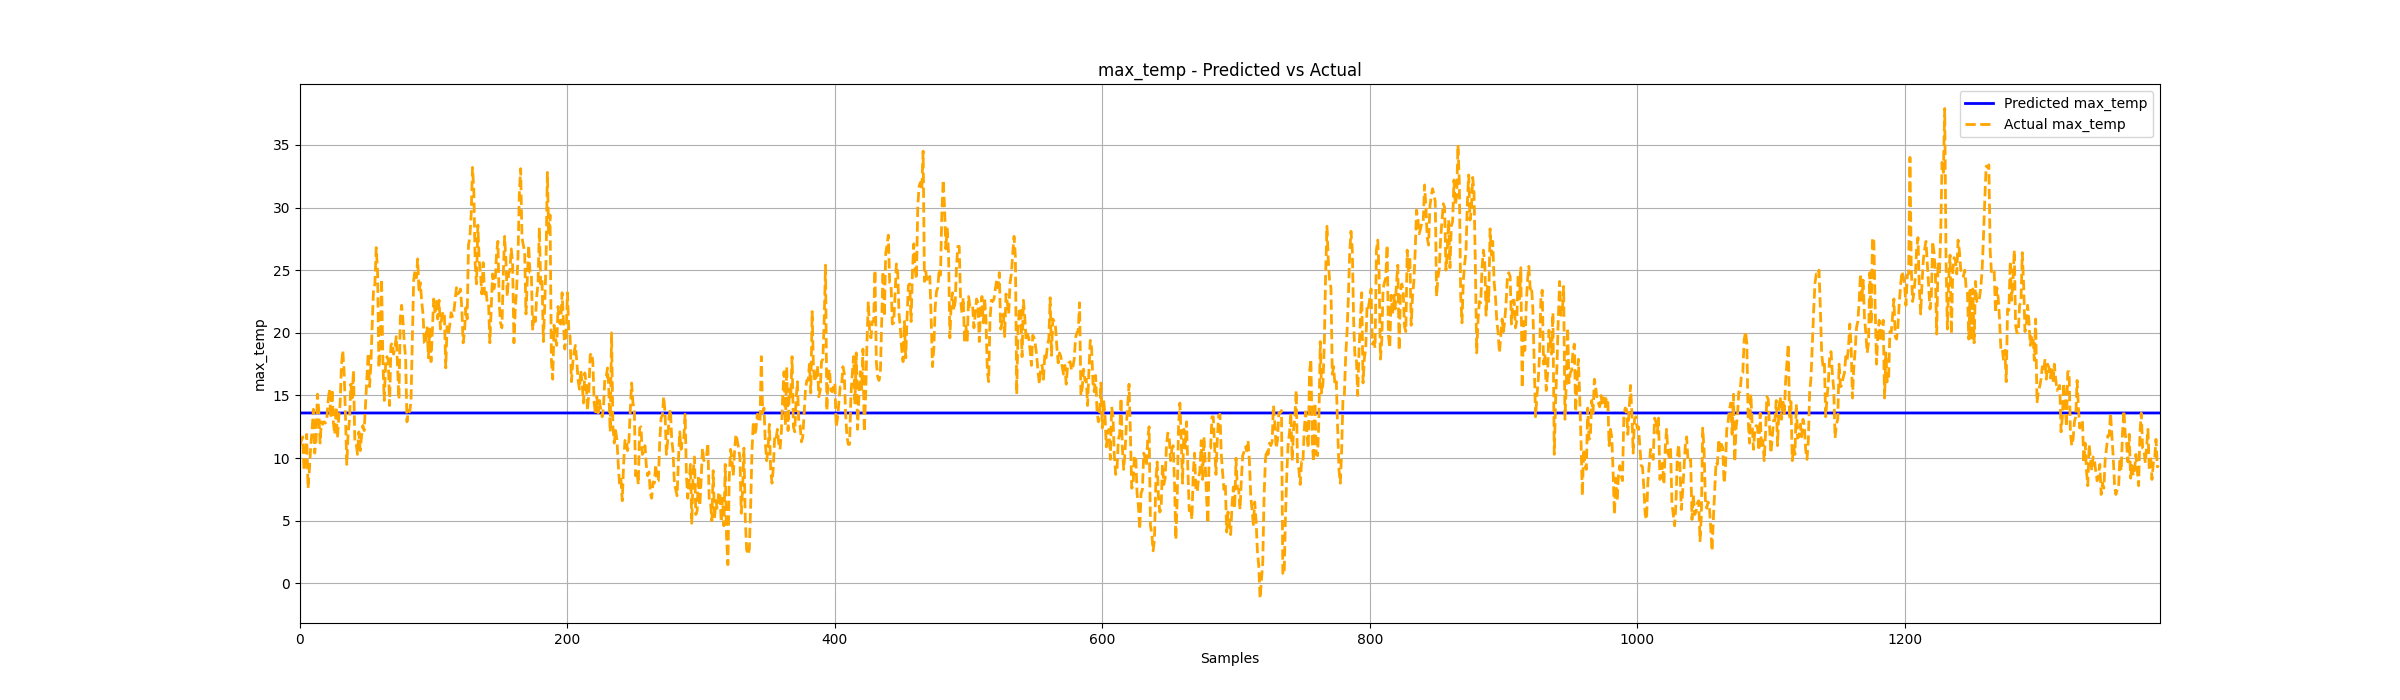 max_temp - Predicted vs Actual
Predicted max_temp
Actual max_temp
max_temp
35
30
25
20
15
10
5
0
0 200 400 600 800 1000 1200
Samples